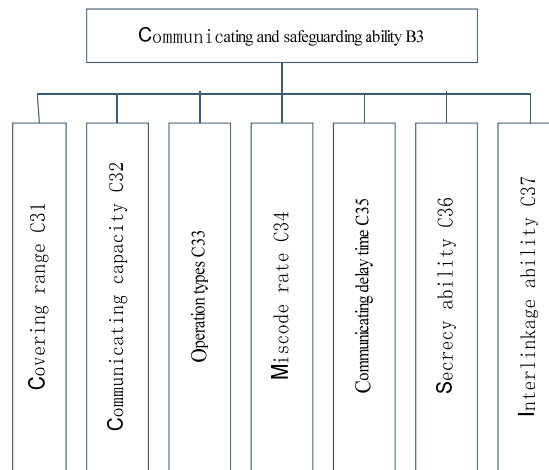 Communicating and safeguarding ability B3
Covering range C31
Communicating capacity C32
Operation types C33
Miscode rate C34
Communicating delay time C35
Secrecy ability C36
Interlinkage ability C37